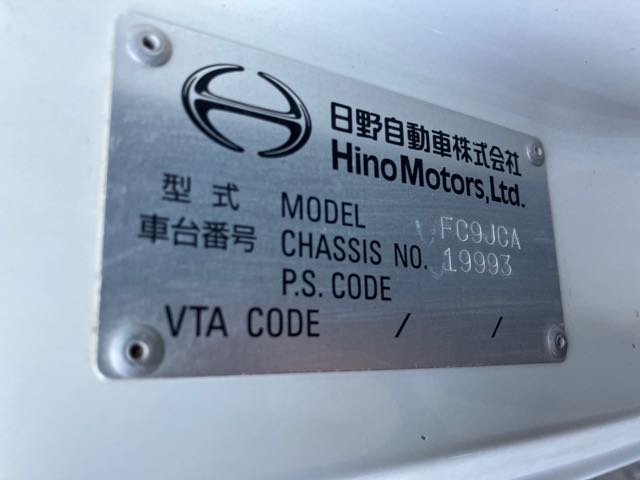 日野自動車株式会社
Hino Motors, Ltd.
型式 MODEL FC9JCA
車台番号 CHASSIS NO. 19993
P.S. CODE
VTA CODE / /